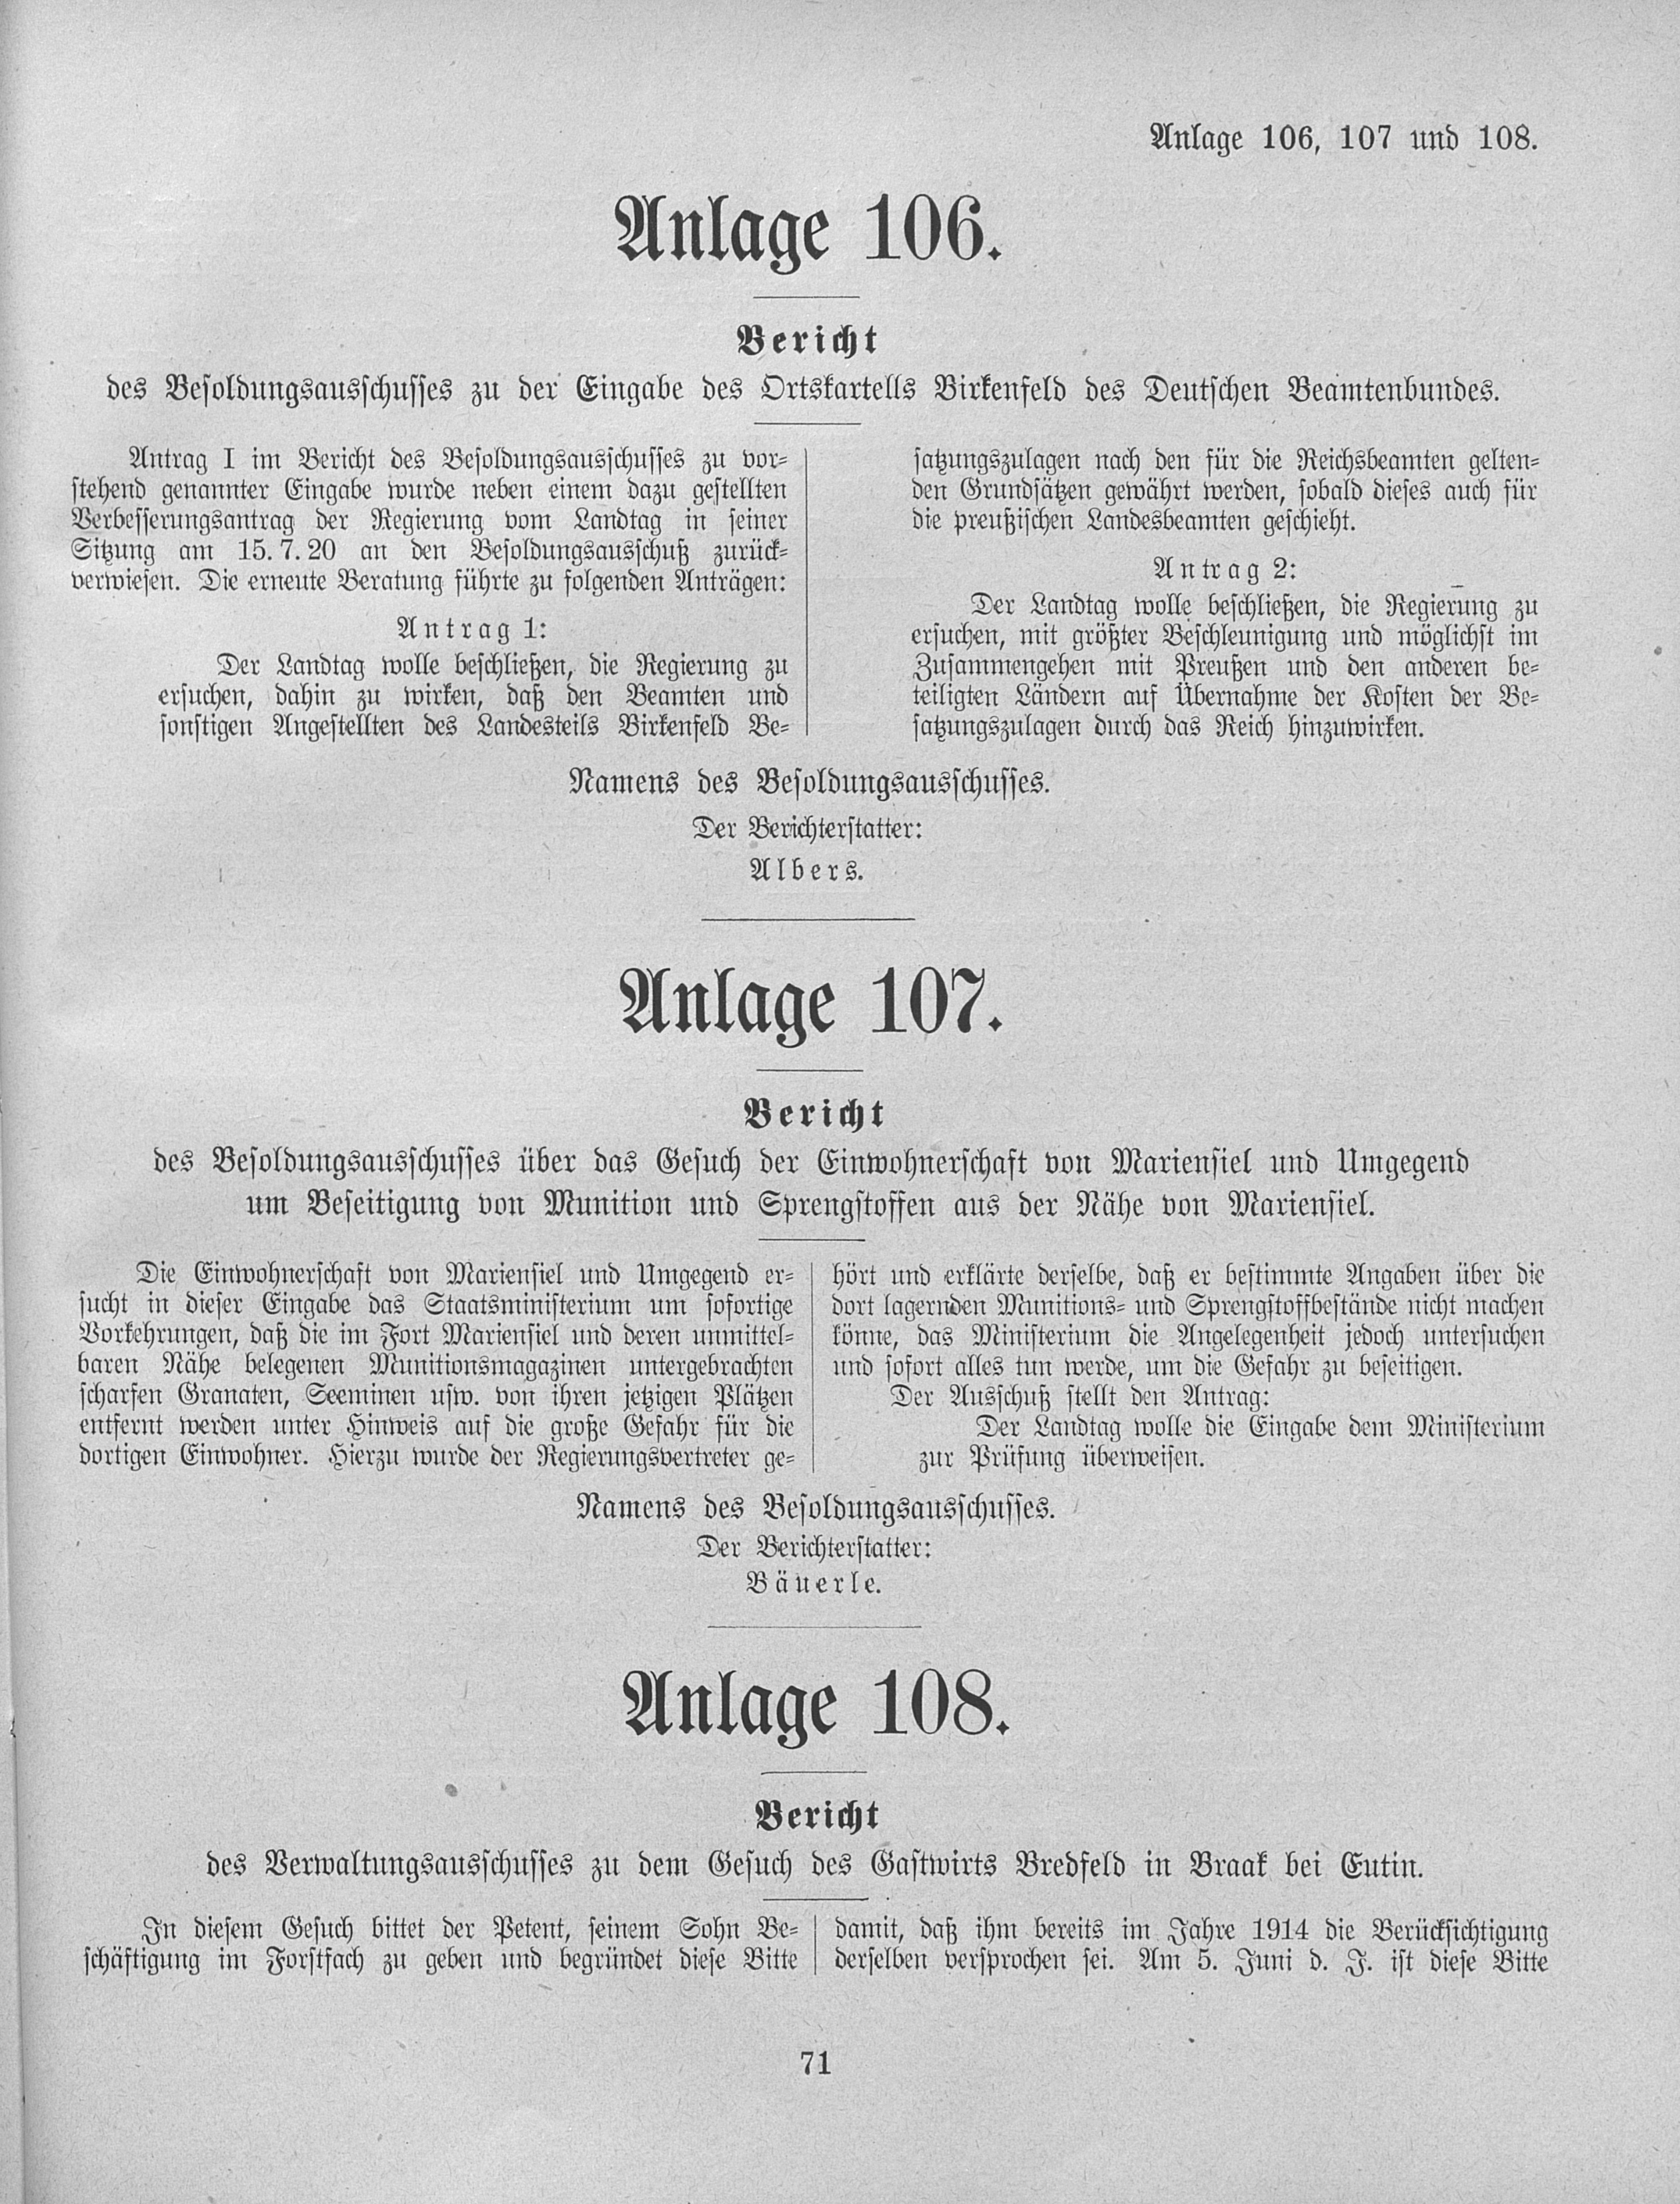 Anlage 106, 107 und 108.
Anlage 106.
Bericht
des Besoldungsausschusses zu der Eingabe des Ortskartells Birkenfeld des Deutschen Beamtenbundes.
Antrag I im Bericht des Besoldungsausschusses zu vor-
stehend genannter Eingabe wurde neben einem dazu gestellten
Verbesserungsantrag der Regierung vom Landtag in seiner
Sitzung am 15. 7. 20 an den Besoldungsausschuß zurück-
verwiesen. Die erneute Beratung führte zu folgenden Anträgen:
Antrag 1:
Der Landtag wolle beschließen, die Regierung zu
ersuchen, dahin zu wirken, daß den Beamten und
sonstigen Angestellten des Landesteils Birkenfeld Be-
satzungszulagen nach den für die Reichsbeamten gelten-
den Grundsätzen gewährt werden, sobald dieses auch für
die preußischen Landesbeamten geschieht.
Antrag 2:
Der Landtag wolle beschließen, die Regierung zu
ersuchen, mit größter Beschleunigung und möglichst im
Zusammengehen mit Preußen und den anderen be-
teiligten Ländern auf Übernahme der Kosten der Be-
satzungszulagen durch das Reich hinzuwirken.
Namens des Besoldungsausschusses.
Der Berichterstatter:
Albers.
Anlage 107.
Bericht
des Besoldungsausschusses über das Gesuch der Einwohnerschaft von Mariensiel und Umgegend
um Beseitigung von Munition und Sprengstoffen aus der Nähe von Mariensiel.
Die Einwohnerschaft von Mariensiel und Umgegend er-
sucht in dieser Eingabe das Staatsministerium um sofortige
Vorkehrungen, daß die im Fort Mariensiel und deren unmittel-
baren Nähe belegenen Munitionsmagazinen untergebrachten
scharfen Granaten, Seeminen usw. von ihren jetzigen Plätzen
entfernt werden unter Hinweis auf die große Gefahr für die
dortigen Einwohner. Hierzu wurde der Regierungsvertreter ge-
hört und erklärte derselbe, daß er bestimmte Angaben über die
dort lagernden Munitions- und Sprengstoffbestände nicht machen
könne, das Ministerium die Angelegenheit jedoch untersuchen
und sofort alles tun werde, um die Gefahr zu beseitigen.
Der Ausschuß stellt den Antrag:
Der Landtag wolle die Eingabe dem Ministerium
zur Prüfung überweisen.
Namens des Besoldungsausschusses.
Der Berichterstatter:
Bäuerle.
Anlage 108.
Bericht
des Verwaltungsausschusses zu dem Gesuch des Gastwirts Bredfeld in Braak bei Eutin.
In diesem Gesuch bittet der Petent, seinem Sohn Be-
schäftigung im Forstfach zu geben und begründet diese Bitte
damit, daß ihm bereits im Jahre 1914 die Berücksichtigung
derselben versprochen sei. Am 5. Juni d. J. ist diese Bitte
71